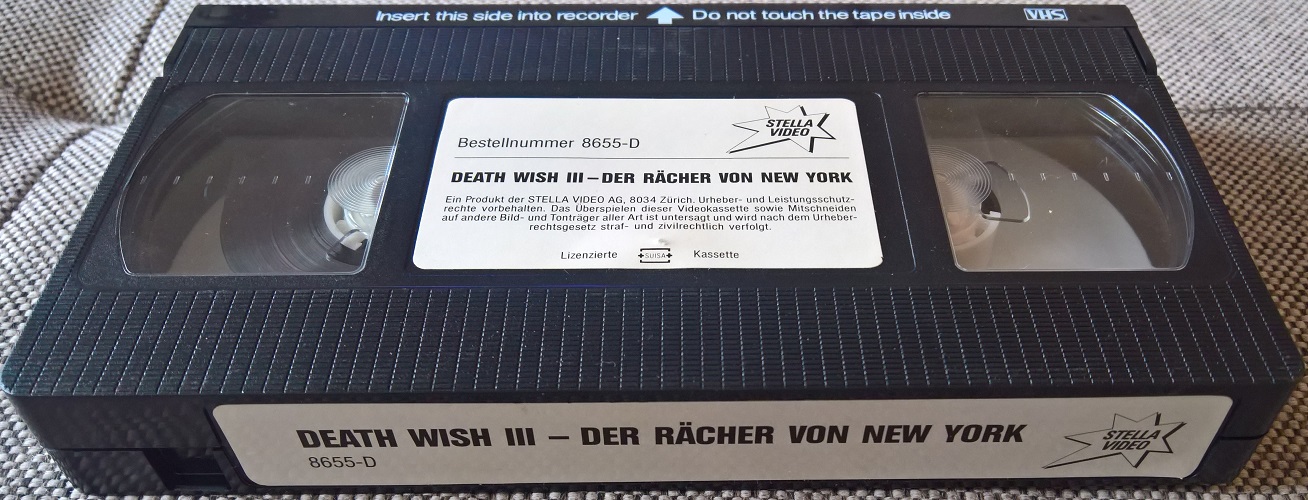 Insert this side into recorder Do not touch the tape inside VHS
STELLA
VIDEO
Bestellnummer 8655-D
DEATH WISH III – DER RÄCHER VON NEW YORK
Ein Produkt der STELLA VIDEO AG, 8034 Zürich. Urheber- und Leistungsschutz-
rechte vorbehalten. Das Überspielen dieser Videokassette sowie Mitschneiden
auf andere Bild- und Tonträger aller Art ist untersagt und wird nach dem Urheber-
rechtsgesetz straf- und zivilrechtlich verfolgt.
Lizenzierte SUISA Kassette
DEATH WISH III – DER RÄCHER VON NEW YORK
8655-D
STELLA
VIDEO